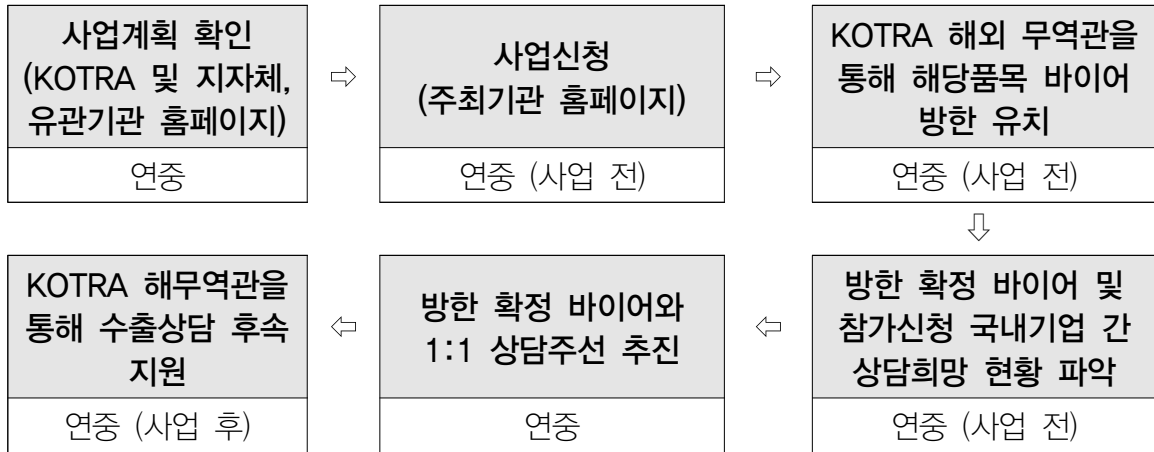 사업계획 확인
(KOTRA 및 지자체,
유관기관 홈페이지)
연중
⇨
사업신청
(주최기관 홈페이지)
연중 (사업 전)
⇨
KOTRA 해외 무역관을
통해 해당품목 바이어
방한 유치
연중 (사업 전)
⇩
방한 확정 바이어 및
참가신청 국내기업 간
상담희망 현황 파악
연중 (사업 전)
⇦
방한 확정 바이어와
1:1 상담주선 추진
연중
⇦
KOTRA 해무역관을
통해 수출상담 후속
지원
연중 (사업 후)